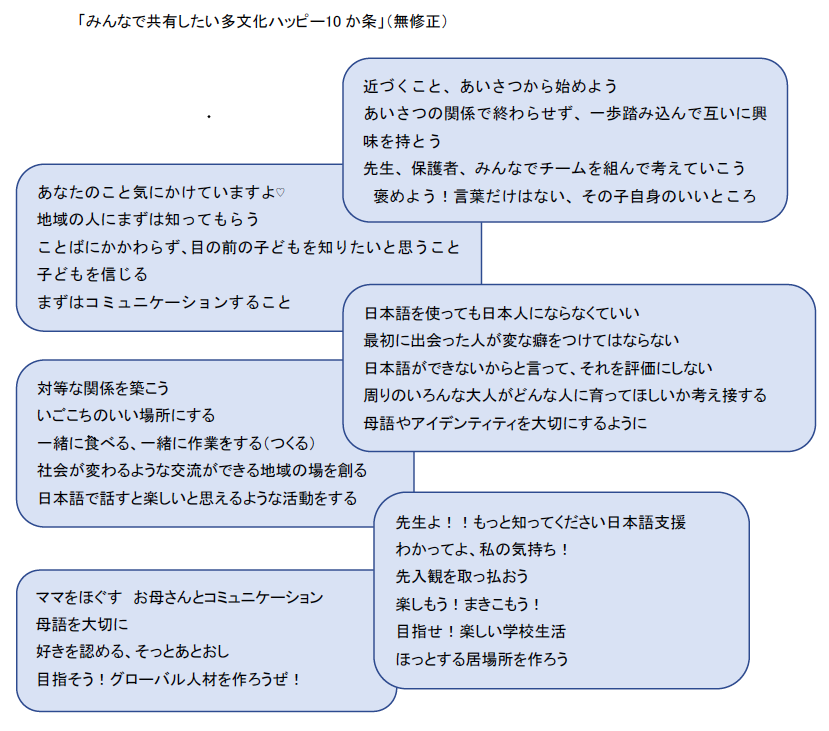 「みんなで共有したい多文化ハッピー10か条」（無修正）
近づくこと、あいさつから始めよう
あいさつの関係で終わらせず、一歩踏み込んで互いに興
味を持とう
先生、保護者、みんなでチームを組んで考えていこう
褒めよう！言葉だけはない、その子自身のいいところ
あなたのこと気にかけていますよ♡
地域の人にまずは知ってもらう
ことばにかかわらず、目の前の子どもを知りたいと思うこと
子どもを信じる
まずはコミュニケーションすること
日本語を使っても日本人にならなくていい
最初に出会った人が変な癖をつけてはならない
日本語ができないからと言って、それを評価にしない
周りのいろんな大人がどんな人に育ってほしいか考え接する
母語やアイデンティティを大切にするように
対等な関係を築こう
いごこちのいい場所にする
一緒に食べる、一緒に作業をする（つくる）
社会が変わるような交流ができる地域の場を創る
日本語で話すと楽しいと思えるような活動をする
先生よ！！もっと知ってください日本語支援
わかってよ、私の気持ち！
先入観を取っ払おう
楽しもう！まきこもう！
目指せ！楽しい学校生活
ほっとする居場所を作ろう
ママをほぐす　お母さんとコミュニケーション
母語を大切に
好きを認める、そっとあとおし
目指そう！グローバル人材を作ろうぜ！